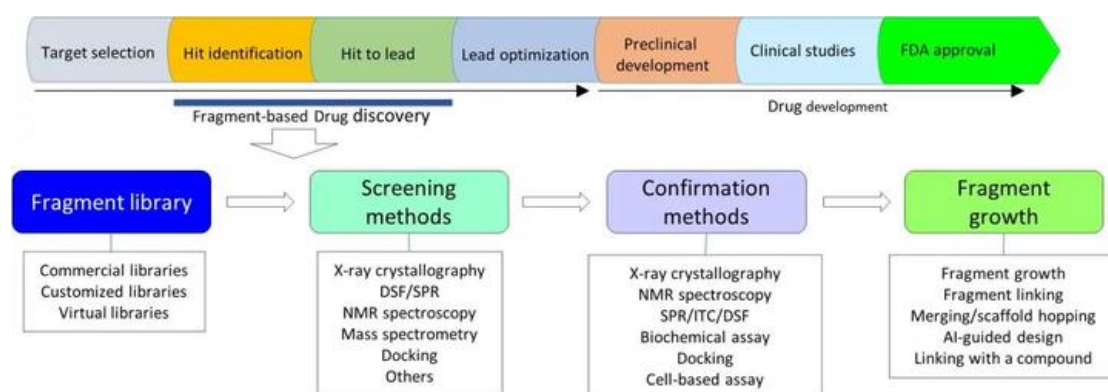 Target selection
Hit identification
Hit to lead
Lead optimization
Preclinical
development
Clinical studies
FDA approval
Fragment-based Drug discovery
Drug development
Fragment library
Screening
methods
Confirmation
methods
Fragment
growth
Commercial libraries
Customized libraries
Virtual libraries
X-ray crystallography
DSF/SPR
NMR spectroscopy
Mass spectrometry
Docking
Others
X-ray crystallography
NMR spectroscopy
SPR/ITC/DSF
Biochemical assay
Docking
Cell-based assay
Fragment growth
Fragment linking
Merging/scaffold hopping
AI-guided design
Linking with a compound